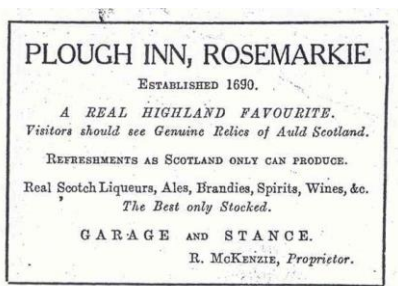 PLOUGH INN, ROSEMARKIE
ESTABLISHED 1690.
A REAL HIGHLAND FAVOURITE.
Visitors should see Genuine Relics of Auld Scotland.
REFRESHMENTS AS SCOTLAND ONLY CAN PRODUCE.
Real Scotch Liqueurs, Ales, Brandies, Spirits, Wines, &c.
The Best only Stocked.
GARAGE AND STANCE.
R. MCKENZIE, Proprietor.